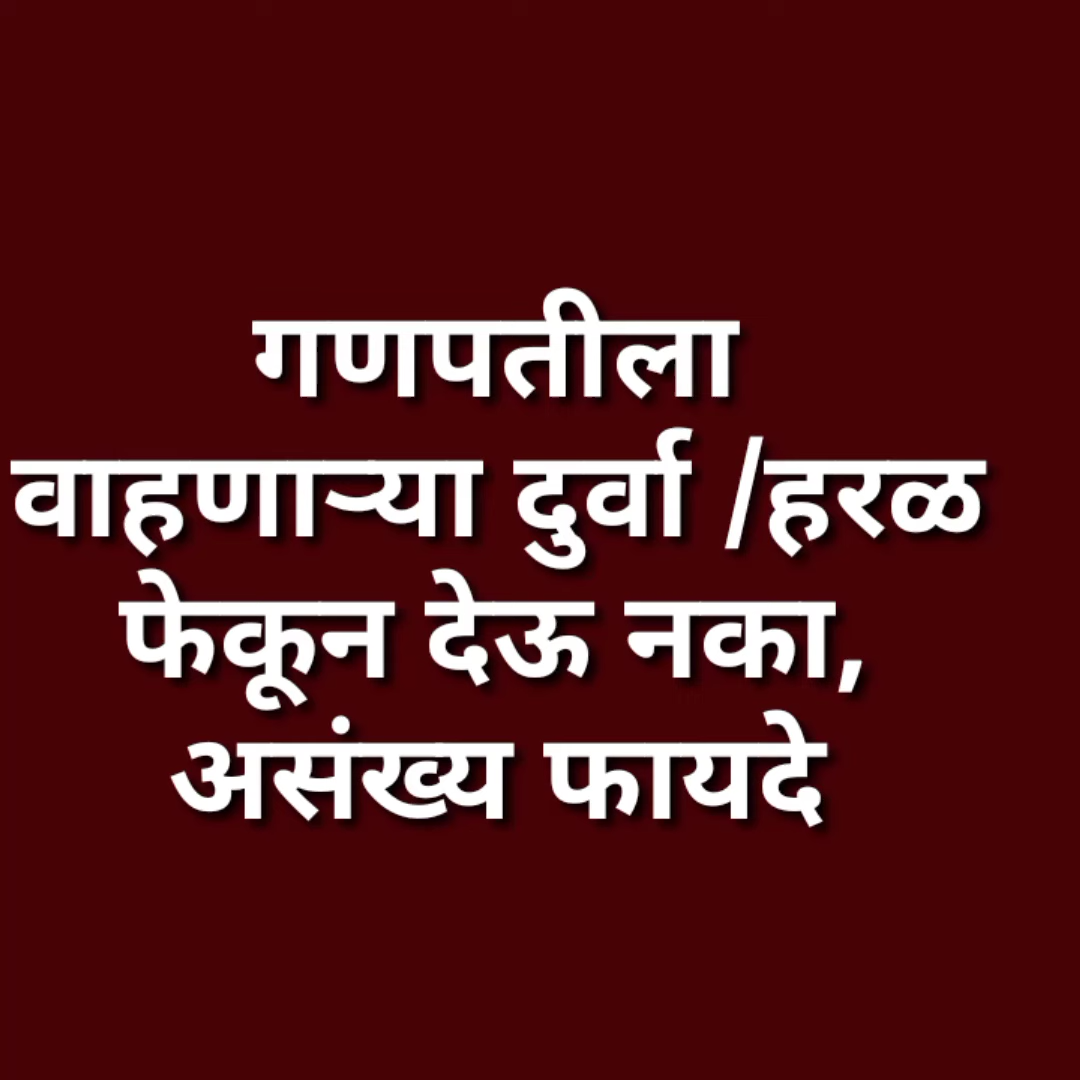 गणपतीला
वाहणाऱ्या दुर्वा /हरळ
फेकून देऊ नका,
असंख्य फायदे